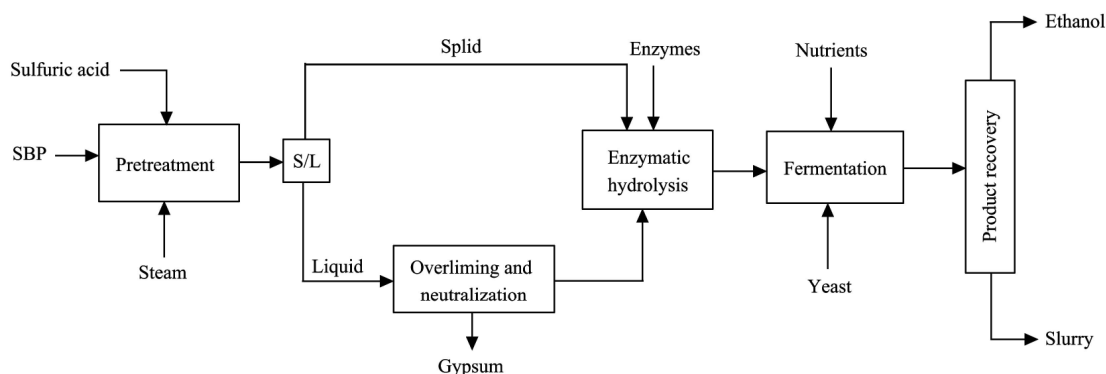 Ethanol
Splid
Enzymes
Nutrients
Sulfuric acid
SBP
Pretreatment
S/L
Enzymatic
hydrolysis
Fermentation
Product recovery
Steam
Liquid
Overliming and
neutralization
Yeast
Gypsum
Slurry